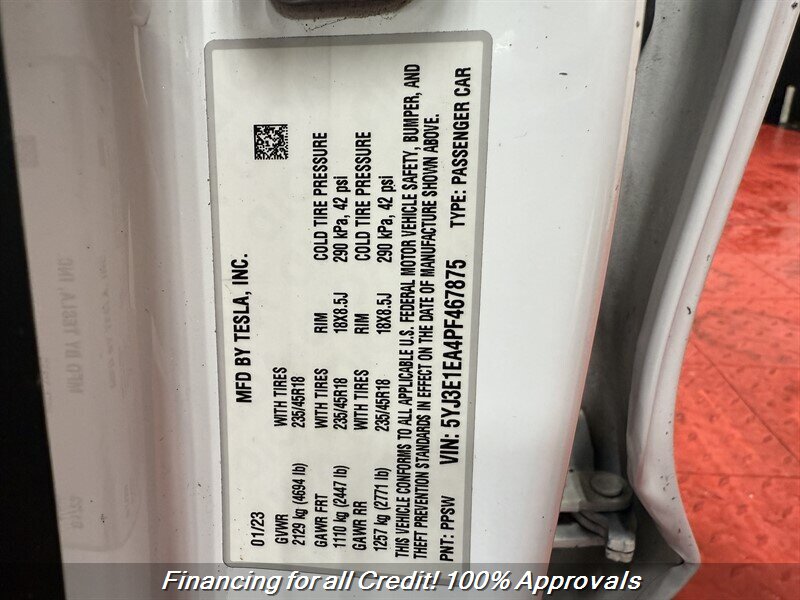 MFD BY TESLA, INC.
01/23
GVWR WITH TIRES
2129 kg (4694 lb) 235/45R18
GAWR FRT WITH TIRES RIM COLD TIRE PRESSURE
1110 kg (2447 lb) 235/45R18 18X8.5J 290 kPa, 42 psi
GAWR RR WITH TIRES RIM COLD TIRE PRESSURE
1257 kg (2771 lb) 235/45R18 18X8.5J 290 kPa, 42 psi
THIS VEHICLE CONFORMS TO ALL APPLICABLE U.S. FEDERAL MOTOR VEHICLE SAFETY, BUMPER, AND
THEFT PREVENTION STANDARDS IN EFFECT ON THE DATE OF MANUFACTURE SHOWN ABOVE.
PNT: PPSW VIN: 5YJ3E1EA4PF467875 TYPE: PASSENGER CAR
Financing for all Credit! 100% Approvals